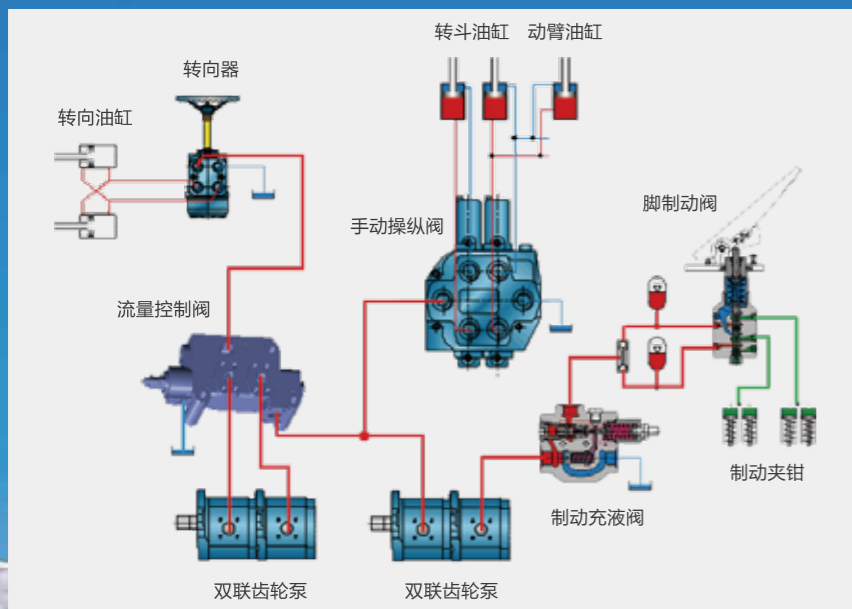 转斗油缸 动臂油缸
转向器
转向油缸
脚制动阀
手动操纵阀
流量控制阀
制动夹钳
制动充液阀
双联齿轮泵 双联齿轮泵